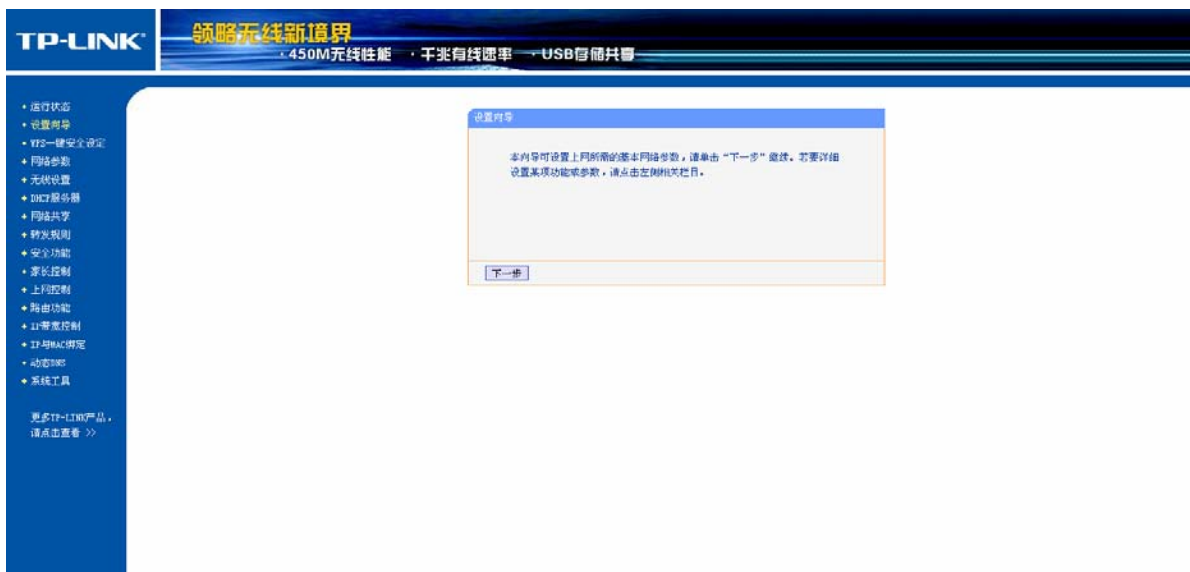 TP-LINK®
领略无线新境界
·450M无线性能 ·千兆有线速率 ·USB存储共享
• 运行状态
• 设置向导
• WPS一键安全设定
+ 网络参数
+ 无线设置
+ DHCP服务器
+ 网络共享
+ 转发规则
+ 安全功能
• 家长控制
+ 上网控制
+ 路由功能
+ IP带宽控制
+ IP与MAC绑定
• 动态DNS
+ 系统工具
更多TP-LINK产品，
请点击查看 >>
设置向导
本向导可设置上网所需的基本网络参数，请单击“下一步”继续。若要详细
设置某项功能或参数，请点击左侧相关栏目。
下一步